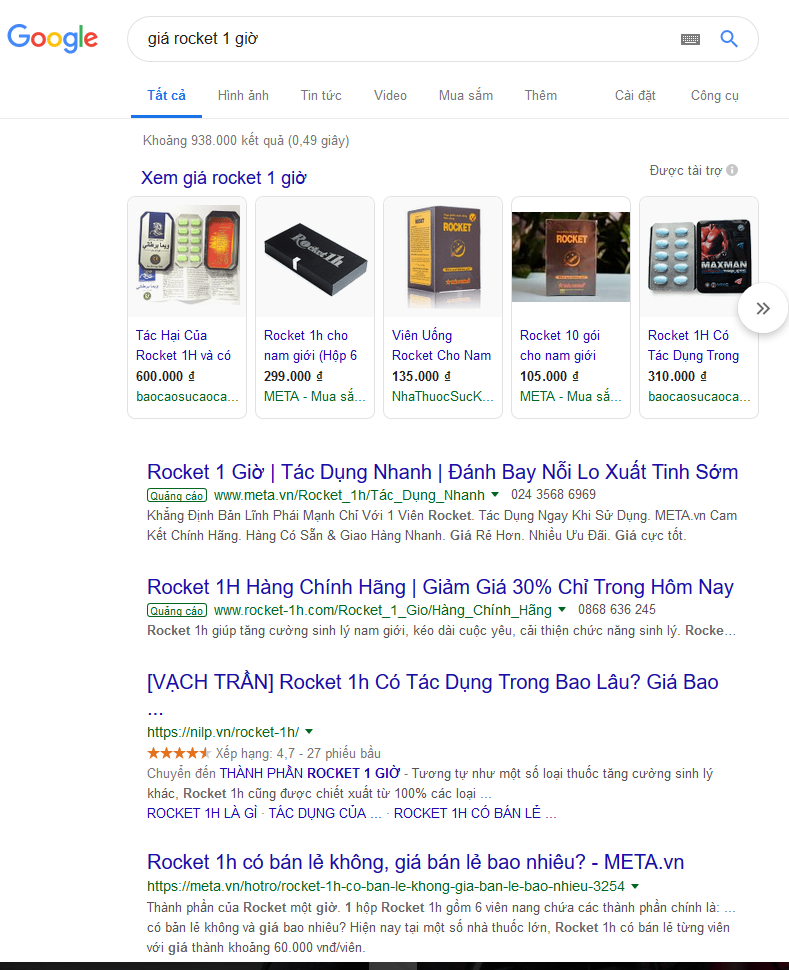 Google
giá rocket 1 giờ
Tất cả Hình ảnh Tin tức Video Mua sắm Thêm Cài đặt Công cụ
Khoảng 938.000 kết quả (0,49 giây)
Xem giá rocket 1 giờ
Được tài trợ
Rocket1h
ROCKET
ROCKET
MAXMAN
Tác Hại Của
Rocket 1H và có
600.000 ₫
baocaosucaoca...
Rocket 1h cho
nam giới (Hộp 6
299.000 ₫
META - Mua sắ...
Viên Uống
Rocket Cho Nam
135.000 ₫
NhaThuocSucK...
Rocket 10 gói
cho nam giới
105.000 ₫
META - Mua sắ...
Rocket 1H Có
Tác Dụng Trong
310.000 ₫
baocaosucaoca...
Rocket 1 Giờ | Tác Dụng Nhanh | Đánh Bay Nỗi Lo Xuất Tinh Sớm
Quảng cáo www.meta.vn/Rocket_1h/Tác_Dụng_Nhanh 024 3568 6969
Khẳng Định Bản Lĩnh Phái Mạnh Chỉ Với 1 Viên Rocket. Tác Dụng Ngay Khi Sử Dụng. META.vn Cam
Kết Chính Hãng. Hàng Có Sẵn & Giao Hàng Nhanh. Giá Rẻ Hơn. Nhiều Ưu Đãi. Giá cực tốt.
Rocket 1H Hàng Chính Hãng | Giảm Giá 30% Chỉ Trong Hôm Nay
Quảng cáo www.rocket-1h.com/Rocket_1_Gio/Hàng_Chính_Hãng 0868 636 245
Rocket 1h giúp tăng cường sinh lý nam giới, kéo dài cuộc yêu, cải thiện chức năng sinh lý. Rocke...
[VẠCH TRẦN] Rocket 1h Có Tác Dụng Trong Bao Lâu? Giá Bao
...
https://nilp.vn/rocket-1h/
Xếp hạng: 4,7 - 27 phiếu bầu
Chuyển đến THÀNH PHẦN ROCKET 1 GIỜ - Tương tự như một số loại thuốc tăng cường sinh lý
khác, Rocket 1h cũng được chiết xuất từ 100% các loại ...
ROCKET 1H LÀ GÌ · TÁC DỤNG CỦA ... · ROCKET 1H CÓ BÁN LẺ ...
Rocket 1h có bán lẻ không, giá bán lẻ bao nhiêu? - META.vn
https://meta.vn/hotro/rocket-1h-co-ban-le-khong-gia-ban-le-bao-nhieu-3254
Thành phần của Rocket một giờ. 1 hộp Rocket 1h gồm 6 viên nang chứa các thành phần chính là: ...
có bán lẻ không và giá bao nhiêu? Hiện nay tại một số nhà thuốc lớn, Rocket 1h có bán lẻ từng viên
với giá thành khoảng 60.000 vnđ/viên.